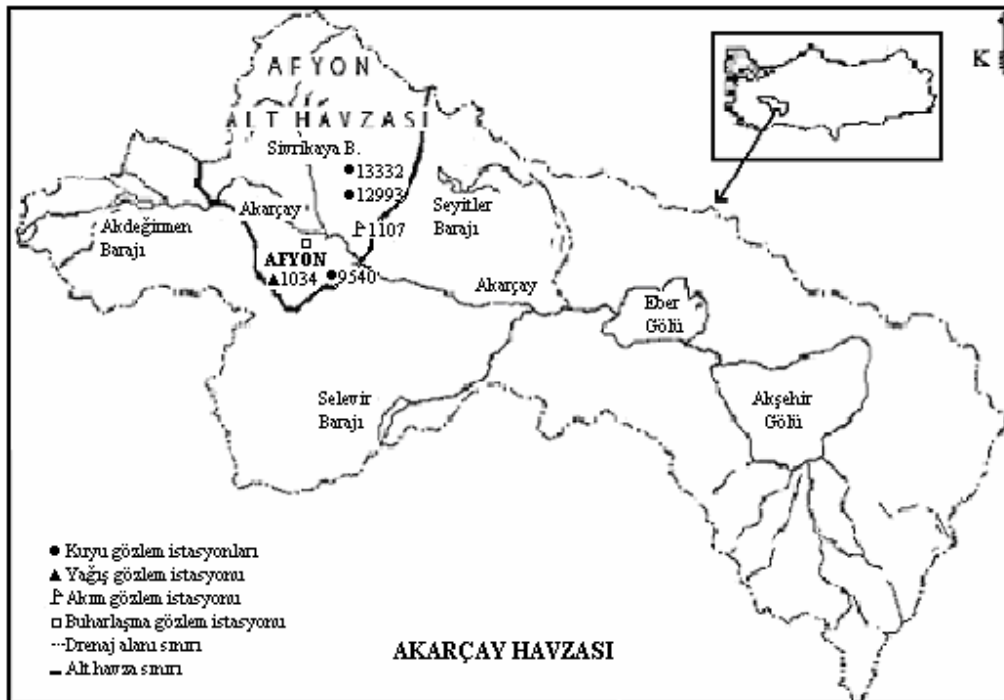 K
AFYON
ALT HAVZASI
Sivrikaya B.
13332
12993
Akarçay
1107
Seyitler
Barajı
Akdeğirmen
Barajı
AFYON
1034
9540
Akarçay
Eber
Gölü
Selevir
Barajı
Akşehir
Gölü
Kuyu gözlem istasyonları
Yağış gözlem istasyonu
Akım gözlem istasyonu
Buharlaşma gözlem istasyonu
Drenaj alanı sınırı
Alt havza sınırı
AKARÇAY HAVZASI